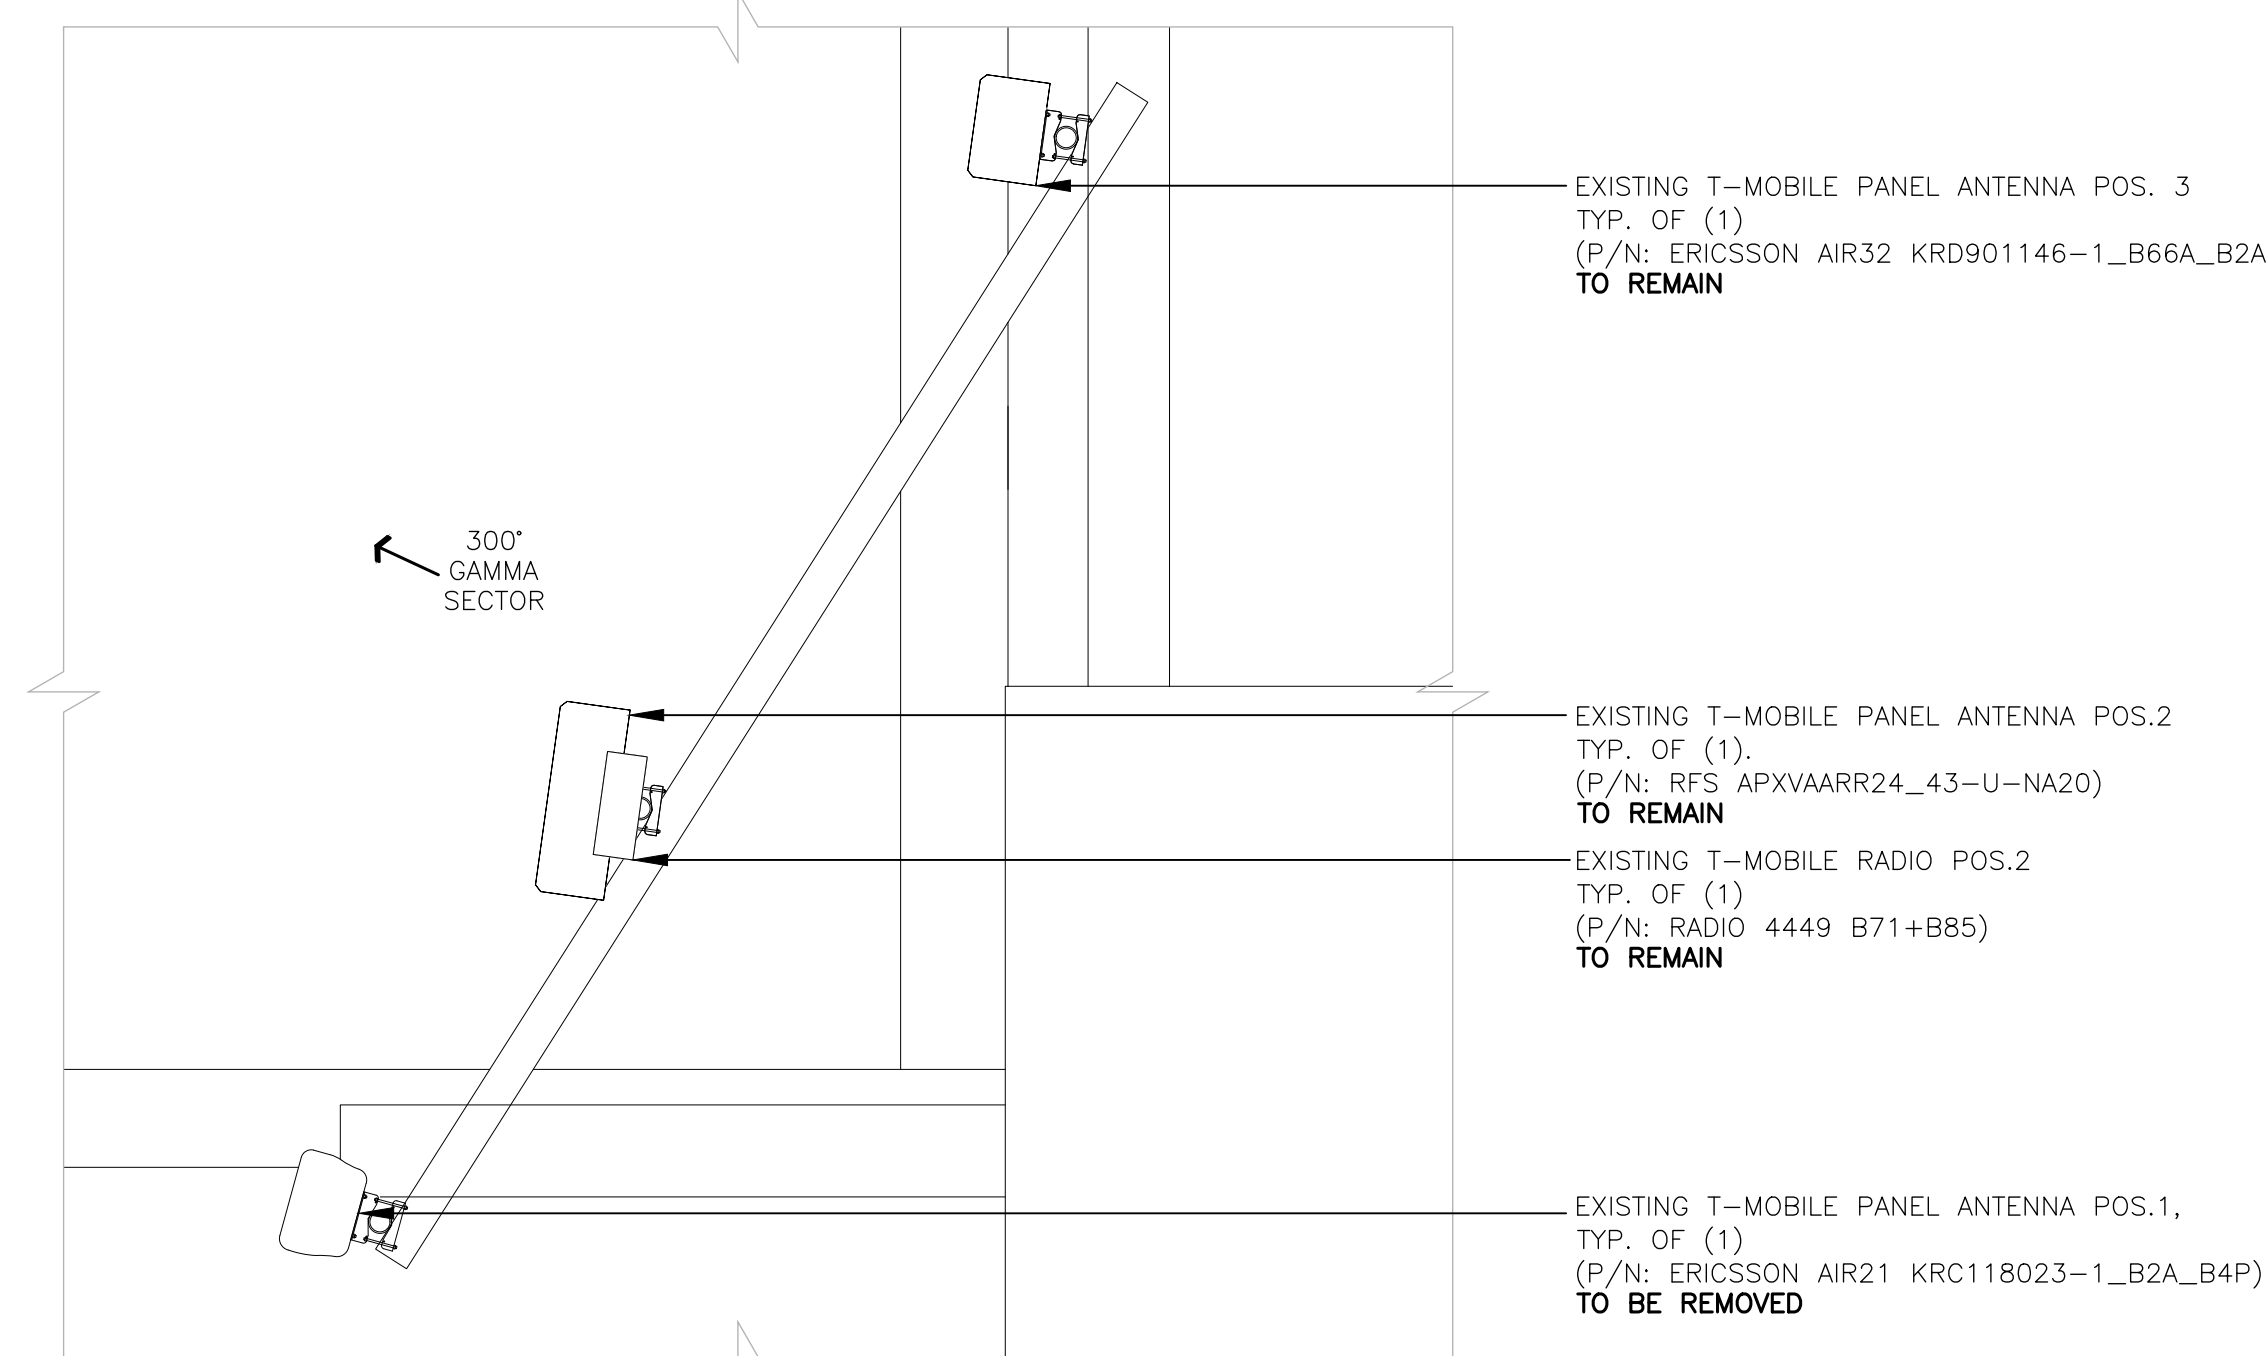 EXISTING T-MOBILE PANEL ANTENNA POS. 3
TYP. OF (1)
(P/N: ERICSSON AIR32 KRD901146-1_B66A_B2A
TO REMAIN
300°
GAMMA
SECTOR
EXISTING T-MOBILE PANEL ANTENNA POS.2
TYP. OF (1).
(P/N: RFS APXVAARR24_43-U-NA20)
TO REMAIN
EXISTING T-MOBILE RADIO POS.2
TYP. OF (1)
(P/N: RADIO 4449 B71+B85)
TO REMAIN
EXISTING T-MOBILE PANEL ANTENNA POS.1,
TYP. OF (1)
(P/N: ERICSSON AIR21 KRC118023-1_B2A_B4P)
TO BE REMOVED